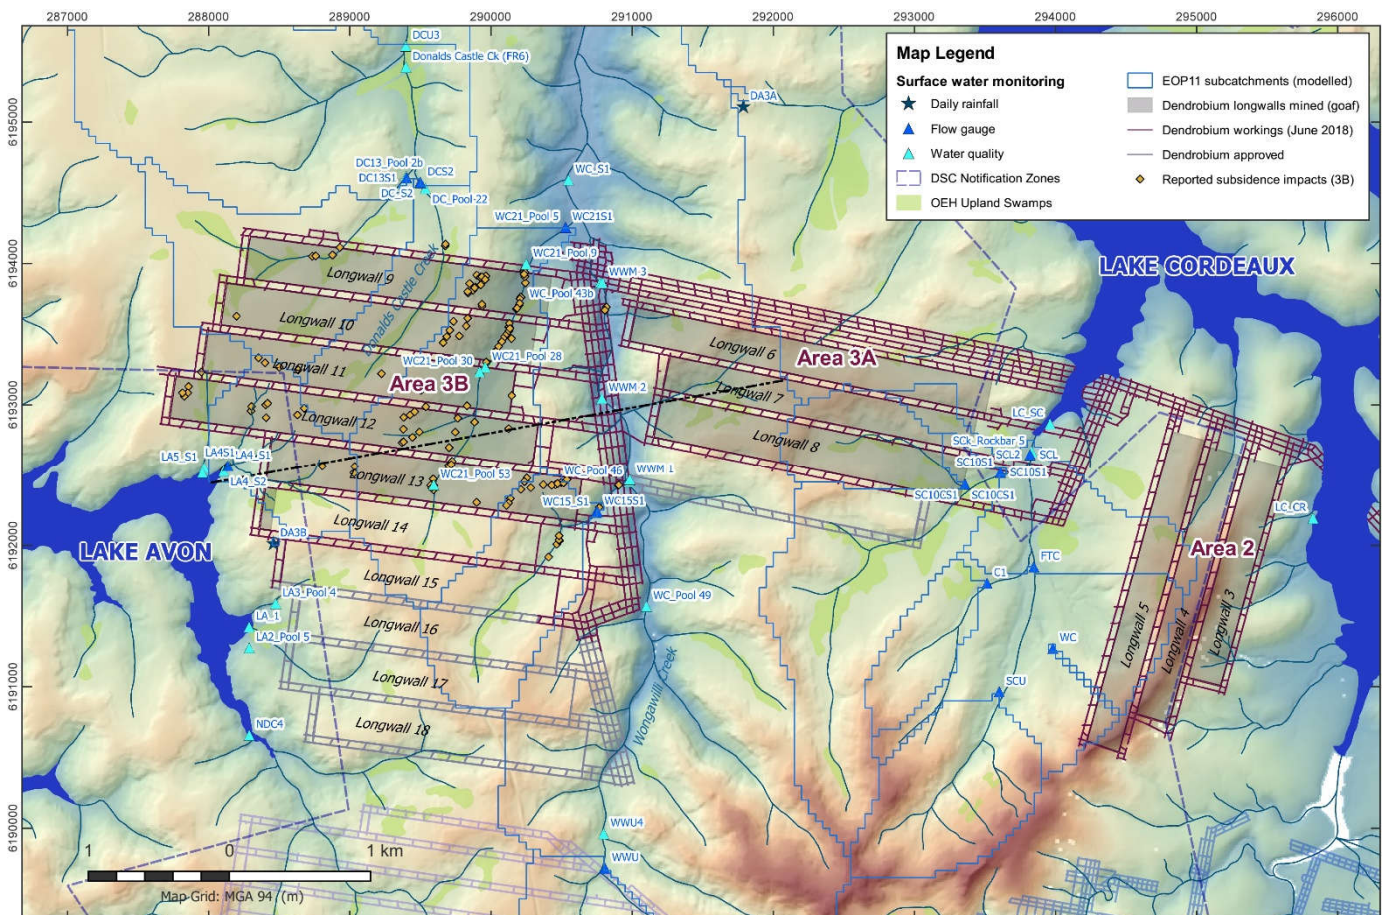 287000 288000 289000 290000 291000 292000 293000 294000 295000 296000
6195000
6194000
6193000
6192000
6191000
6190000
Map Legend
Surface water monitoring
Daily rainfall
Flow gauge
Water quality
DSC Notification Zones
OEH Upland Swamps
EOP11 subcatchments (modelled)
Dendrobium longwalls mined (goaf)
Dendrobium workings (June 2018)
Dendrobium approved
Reported subsidence impacts (3B)
DCU3
Donalds Castle Ck (FR6)
DA3A
DC13_Pool 2b
DC13S1
DCS2
DC_S2
DC_Pool 22
WC_S1
WC21_Pool 5
WC21S1
WC21_Pool 9
WWM 3
WC_Pool 43b
LAKE CORDEAUX
Longwall 9
Donalds Castle Creek
Longwall 10
Longwall 6
Area 3A
WC21_Pool 30
WC21_Pool 28
Longwall 11
Area 3B
WWM 2
Longwall 7
Longwall 12
Longwall 8
LC_SC
SCk_Rockbar 5
SCL2
SCL
SC10S1
SC10S1
SC10CS1
SC10CS1
LA5_S1
LA4S1
LA4_S1
LA4_S2
Longwall 13
WC21_Pool 53
WC_Pool 46
WWM 1
WC15_S1
WC15S1
LC_CR
Longwall 14
DA3B
LAKE AVON
Area 2
Longwall 15
FTC
C1
LA3_Pool 4
LA_1
LA2_Pool 5
Longwall 16
WC_Pool 49
Longwall 5
Longwall 4
Longwall 3
WC
Longwall 17
SCU
Wongawilli Creek
NDC4
Longwall 18
WWU4
WWU
1 0 1 km
Map Grid: MGA 94 (m)